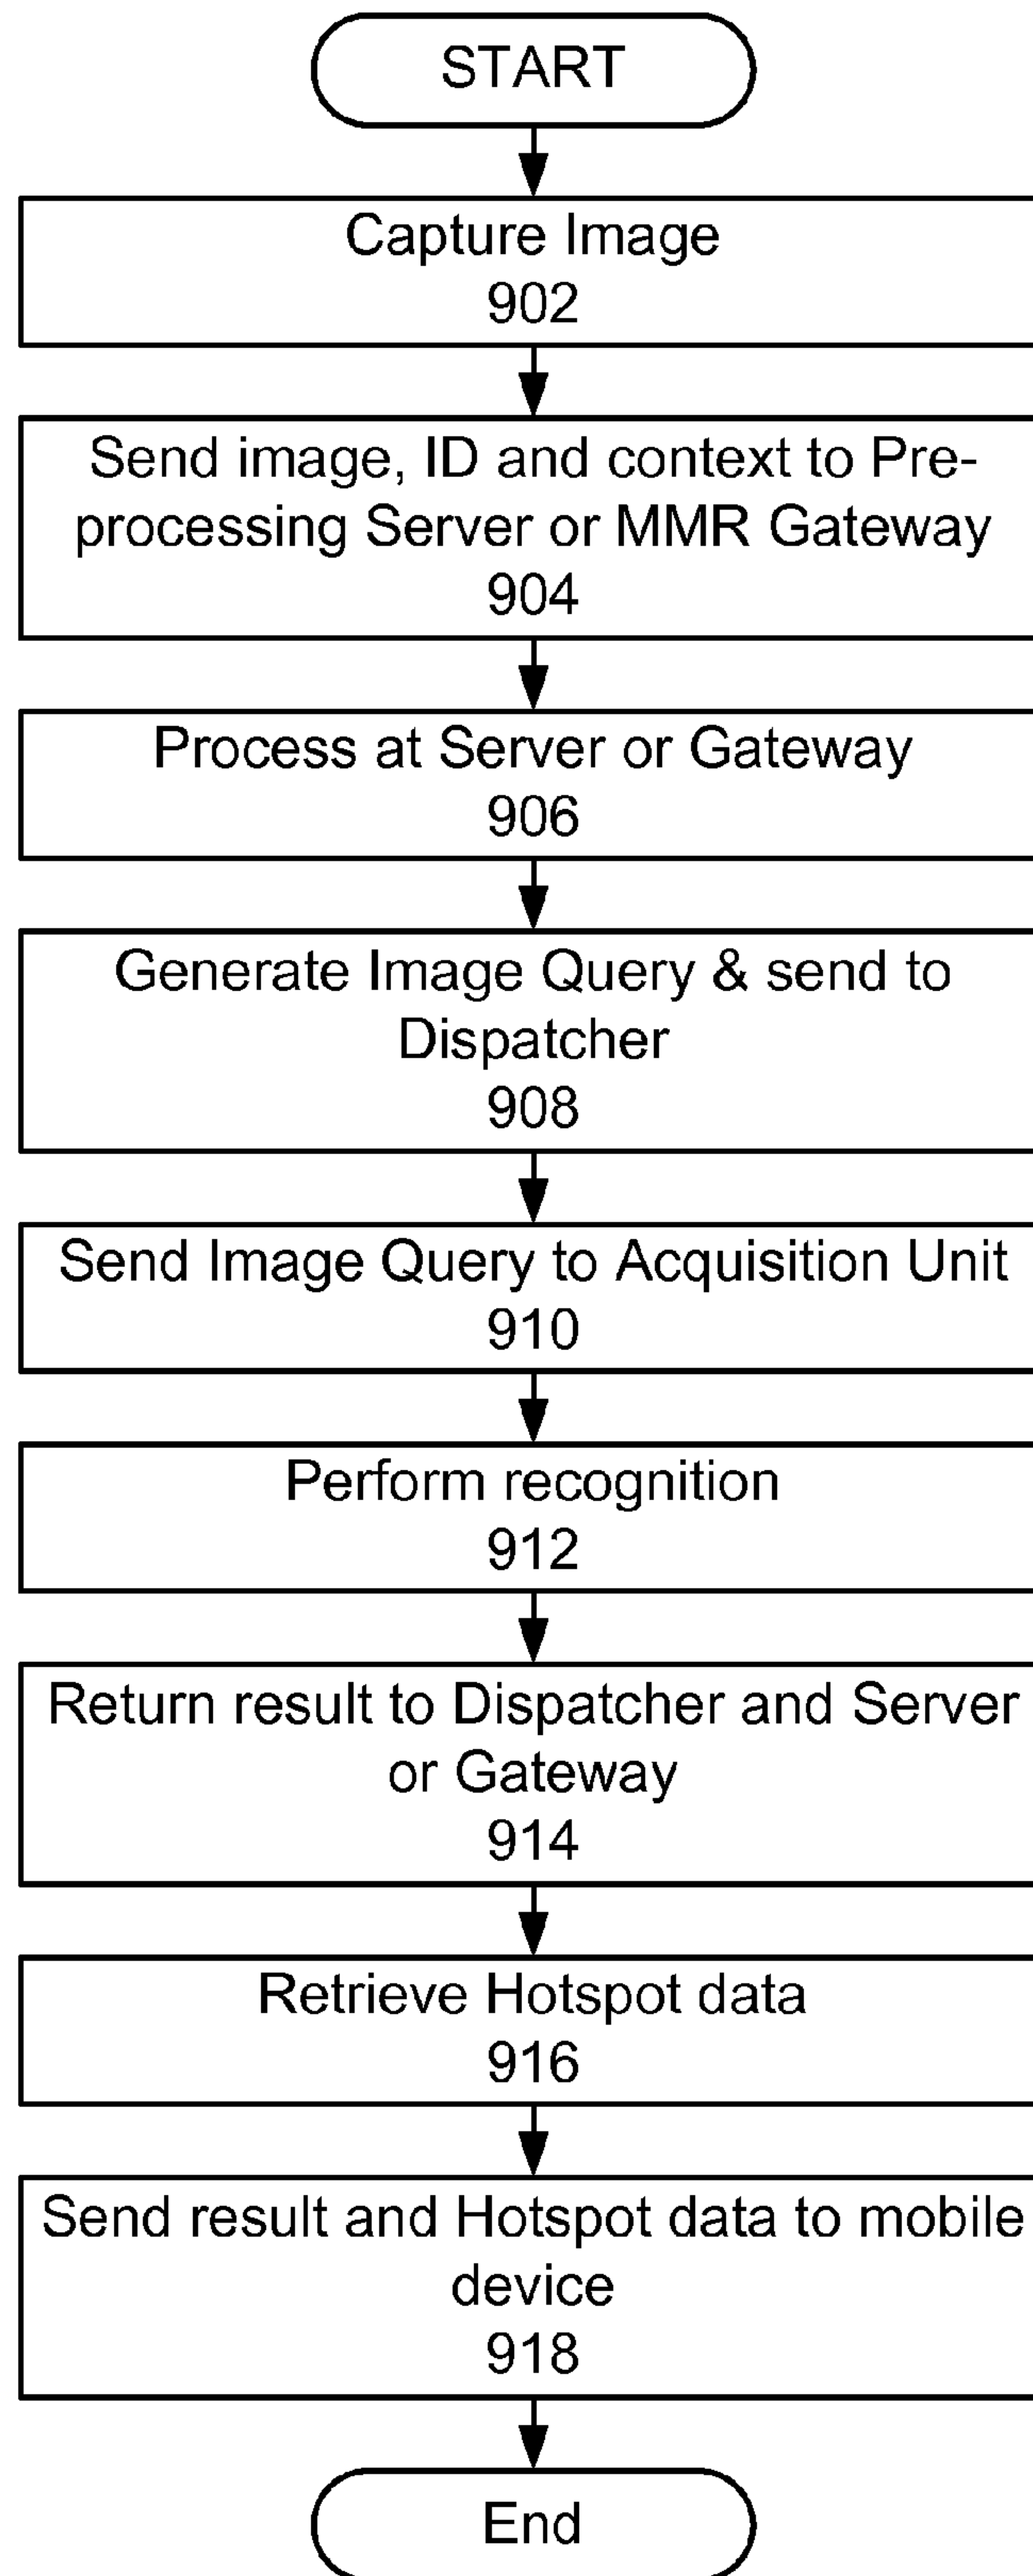 START
Capture Image
902
Send image, ID and context to Pre-
processing Server or MMR Gateway
904
Process at Server or Gateway
906
Generate Image Query & send to
Dispatcher
908
Send Image Query to Acquisition Unit
910
Perform recognition
912
Return result to Dispatcher and Server
or Gateway
914
Retrieve Hotspot data
916
Send result and Hotspot data to mobile
device
918
End